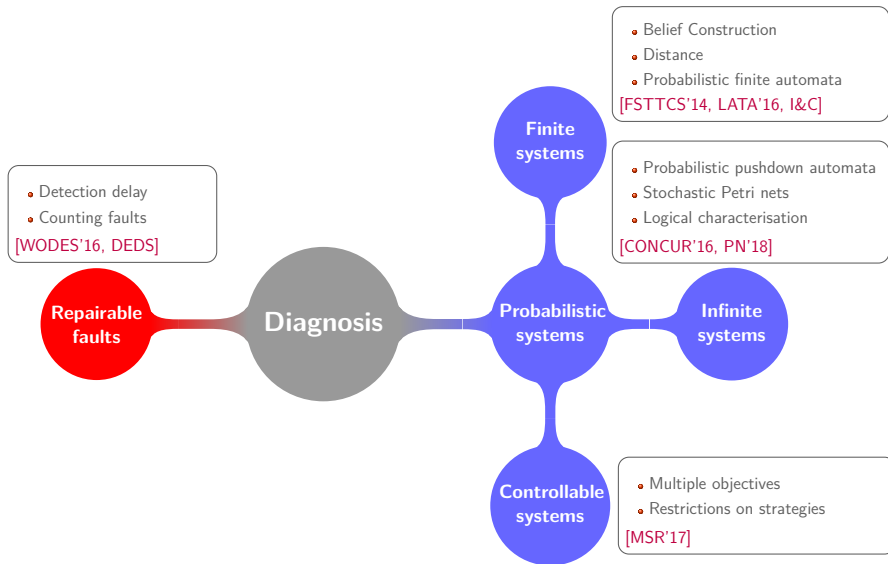 Belief Construction
Distance
Probabilistic finite automata
[FSTTCS'14, LATA'16, I&C]
Finite
systems
Probabilistic pushdown automata
Stochastic Petri nets
Logical characterisation
[CONCUR'16, PN'18]
Detection delay
Counting faults
[WODES'16, DEDS]
Repairable
faults
Diagnosis
Probabilistic
systems
Infinite
systems
Controllable
systems
Multiple objectives
Restrictions on strategies
[MSR'17]